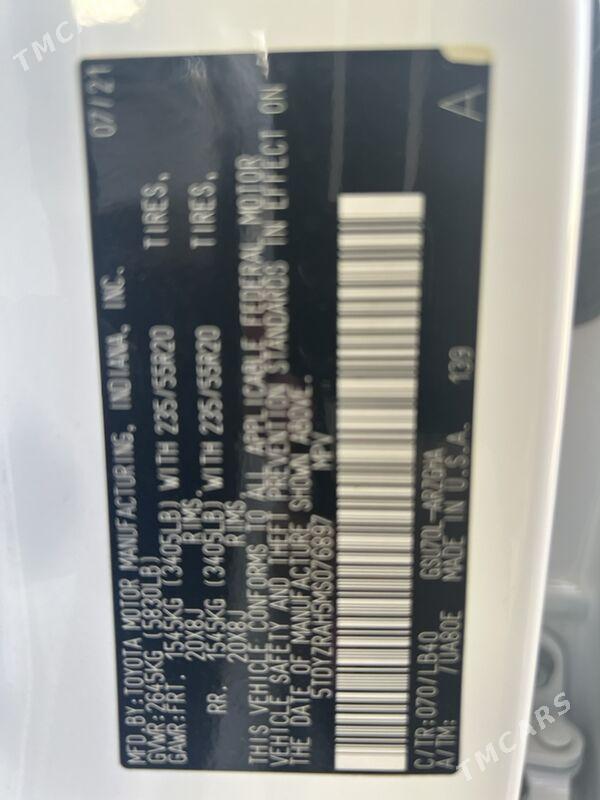 MFD.BY:TOYOTA MOTOR MANUFACTURING, INDIANA, INC. 07/21
GVWR:2645KG (5830LB)
GAWR:FRT. 1545KG (3405LB) WITH 235/55R20 TIRES,
20X8J RIMS,
RR. 1545KG (3405LB) WITH 235/55R20 TIRES,
20X8J RIMS
THIS VEHICLE CONFORMS TO ALL APPLICABLE FEDERAL MOTOR
VEHICLE SAFETY AND THEFT PREVENTION STANDARDS IN EFFECT ON
THE DATE OF MANUFACTURE SHOWN ABOVE.
5TDYZRAH5MS076897 MPV
C/TR:070/LB40 GSU70L-ARZGHA 139 A
A/TM: /UA80E MADE IN U.S.A.
TMCARS
TMCARS